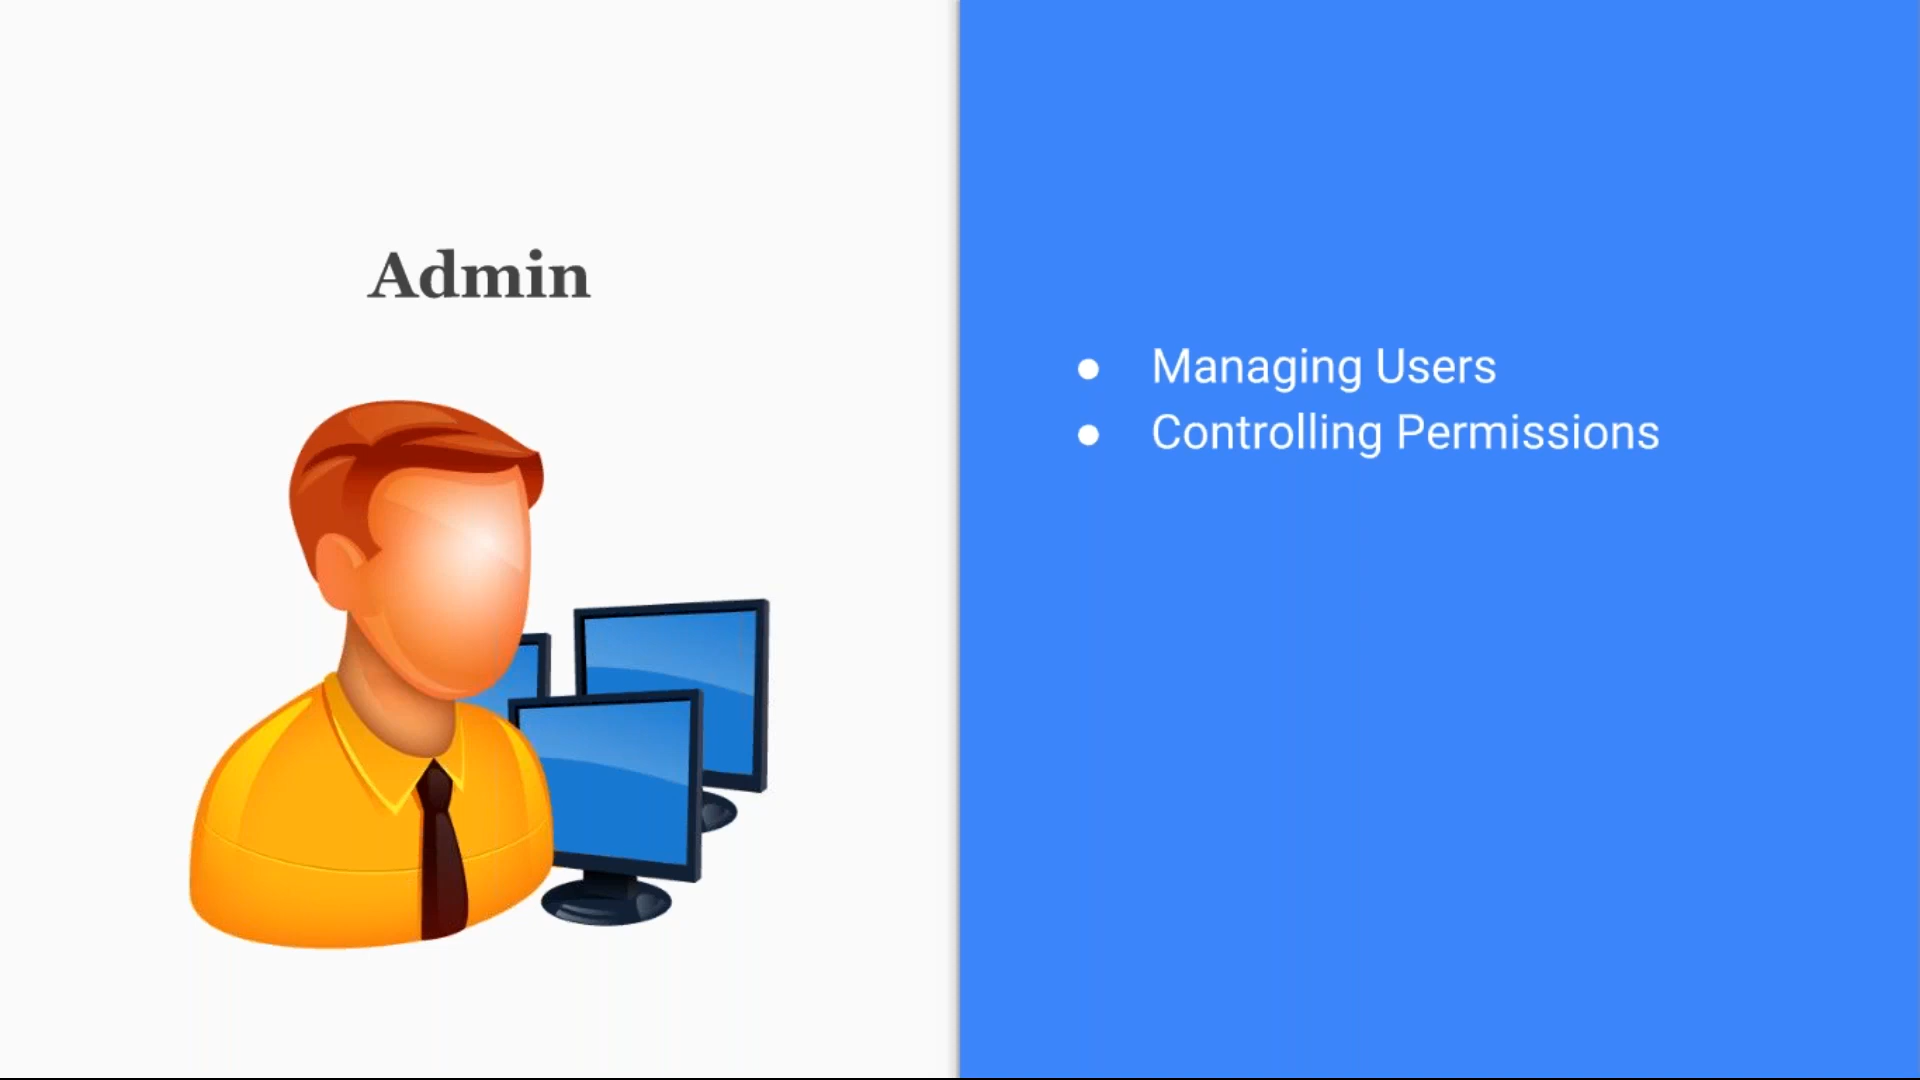 Admin
● Managing Users
● Controlling Permissions